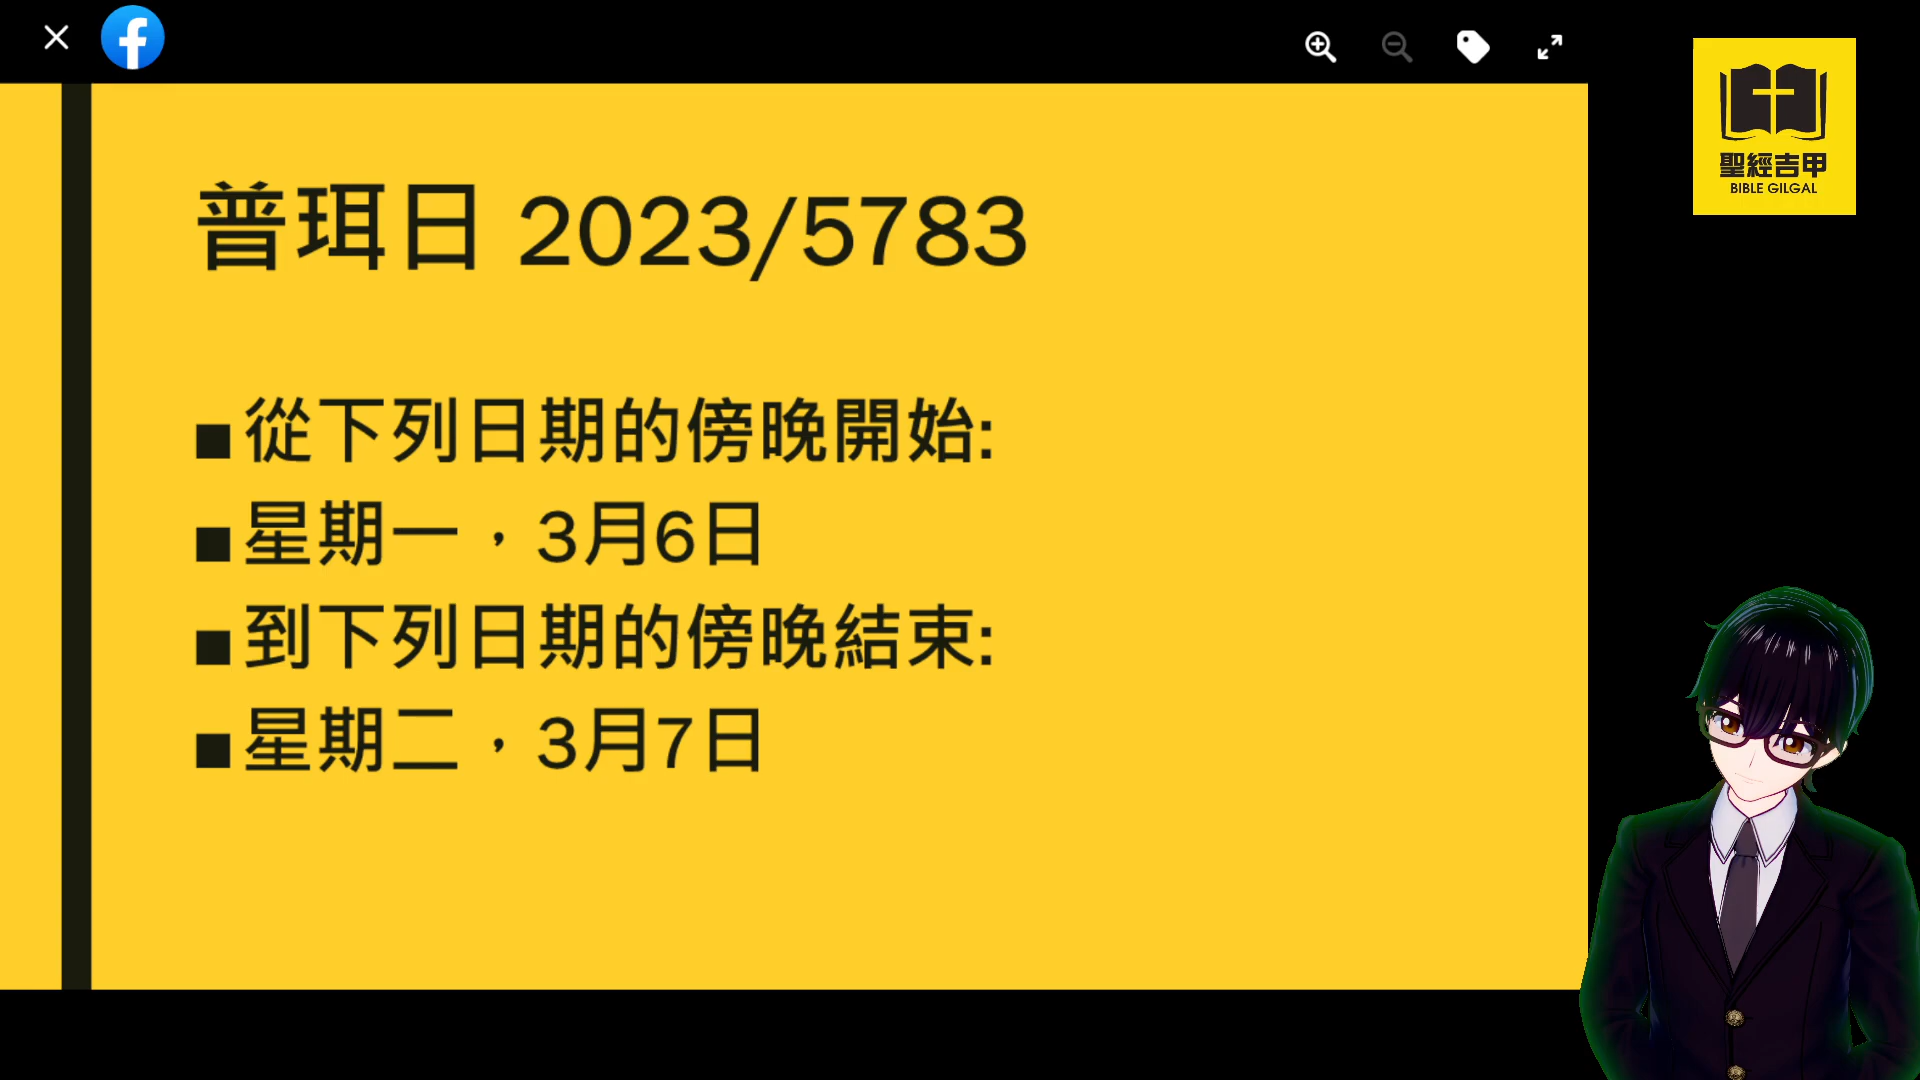 普珥日 2023/5783
■從下列日期的傍晚開始:
■星期一，3月6日
■到下列日期的傍晚結束:
■星期二，3月7日
聖經吉甲
BIBLE GILGAL